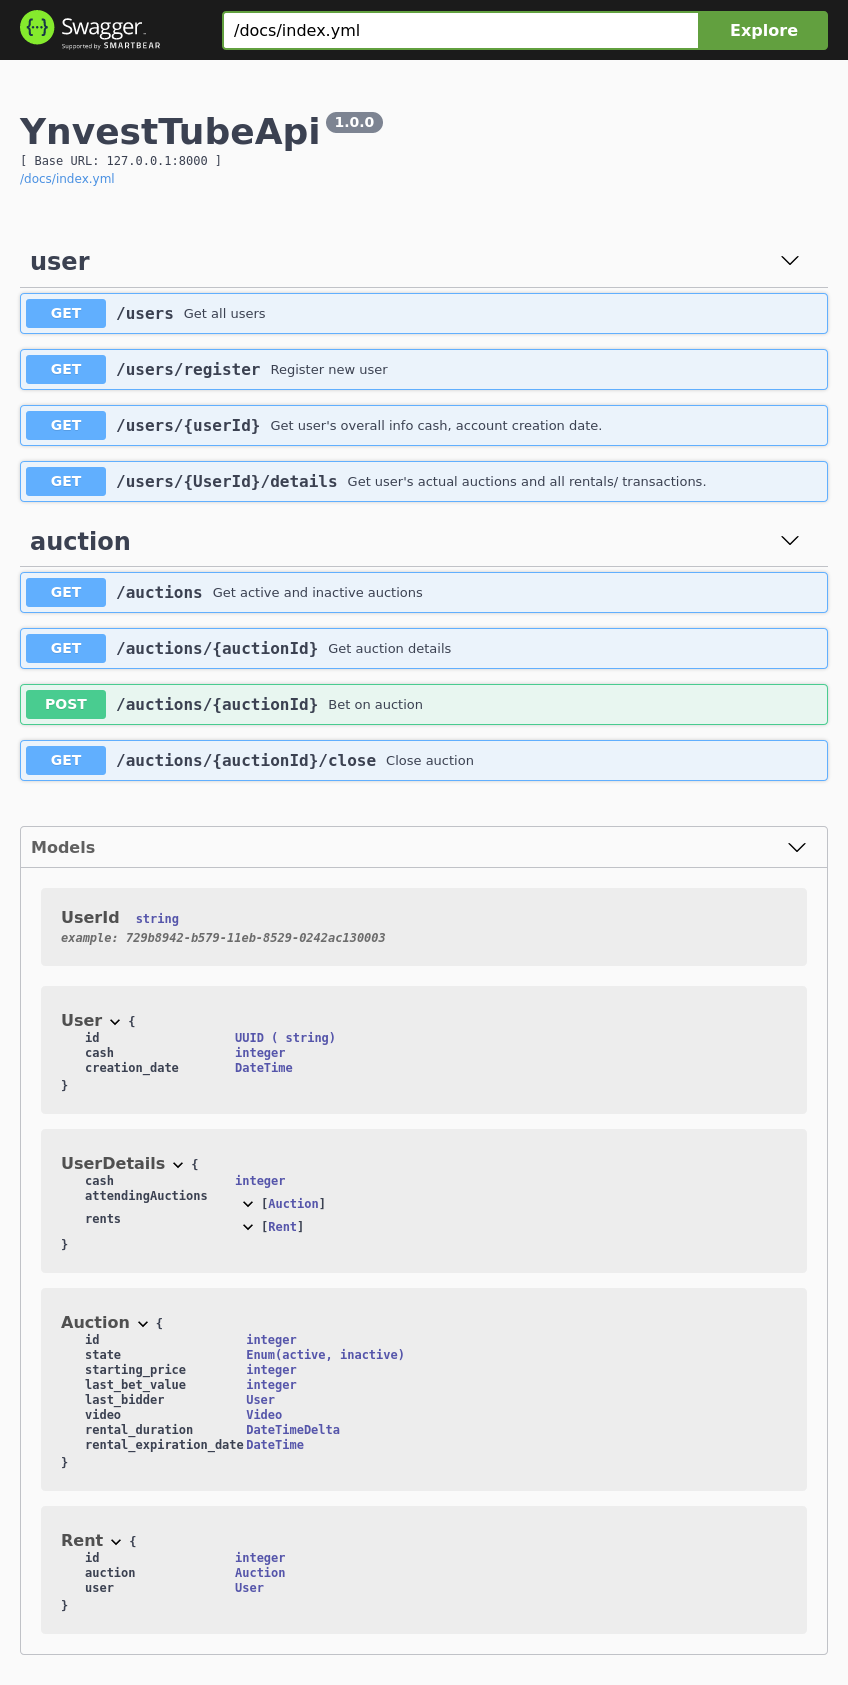 Swagger
Supported by SMARTBEAR
/docs/index.yml
Explore
YnvestTubeApi 1.0.0
[ Base URL: 127.0.0.1:8000 ]
/docs/index.yml
user
GET /users Get all users
GET /users/register Register new user
GET /users/{userId} Get user's overall info cash, account creation date.
GET /users/{UserId}/details Get user's actual auctions and all rentals/ transactions.
auction
GET /auctions Get active and inactive auctions
GET /auctions/{auctionId} Get auction details
POST /auctions/{auctionId} Bet on auction
GET /auctions/{auctionId}/close Close auction
Models
UserId string
example: 729b8942-b579-11eb-8529-0242ac130003
User {
id UUID ( string)
cash integer
creation_date DateTime
}
UserDetails {
cash integer
attendingAuctions [Auction]
rents [Rent]
}
Auction {
id integer
state Enum(active, inactive)
starting_price integer
last_bet_value integer
last_bidder User
video Video
rental_duration DateTimeDelta
rental_expiration_date DateTime
}
Rent {
id integer
auction Auction
user User
}